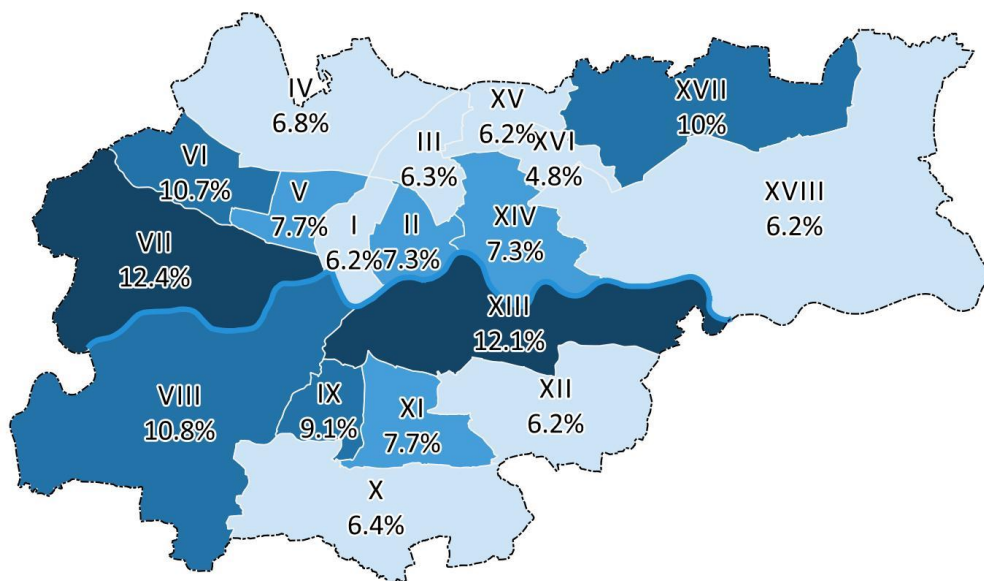 IV
6.8%
XV
6.2%
XVII
10%
III
6.3%
XVI
4.8%
VI
10.7%
V
7.7%
XVIII
6.2%
I
6.2%
II
7.3%
XIV
7.3%
VII
12.4%
XIII
12.1%
VIII
10.8%
IX
9.1%
XI
7.7%
XII
6.2%
X
6.4%